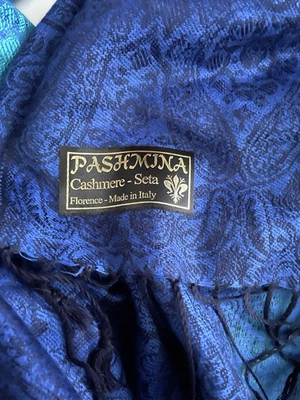 PASHMINA
Cashmere - Seta
Florence - Made in Italy